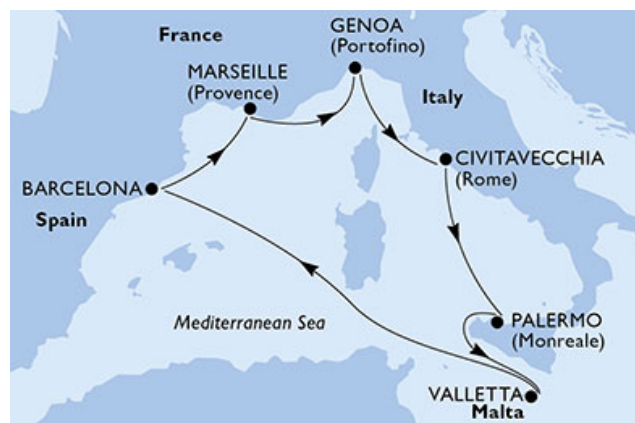 France
GENOA
(Portofino)
MARSEILLE
(Provence)
Italy
CIVITAVECCHIA
(Rome)
BARCELONA
Spain
Mediterranean Sea
PALERMO
(Monreale)
VALLETTA
Malta